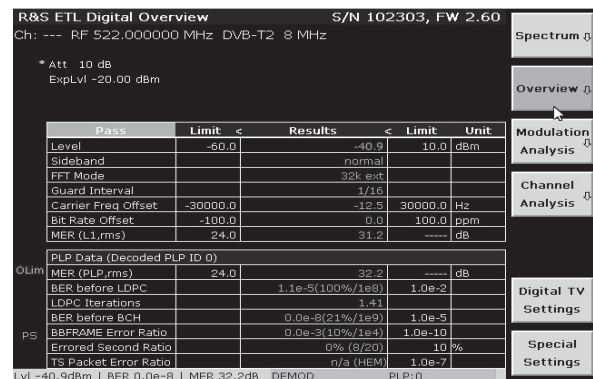 R&S ETL Digital Overview S/N 102303, FW 2.60
Ch: --- RF 522.000000 MHz DVB-T2 8 MHz
* Att 10 dB
ExpLvl -20.00 dBm
Pass Limit < Results < Limit Unit
Level -60.0 -40.9 10.0 dBm
Sideband normal
FFT Mode 32k ext
Guard Interval 1/16
Carrier Freq Offset -30000.0 -12.5 30000.0 Hz
Bit Rate Offset -100.0 0.0 100.0 ppm
MER (L1,rms) 24.0 31.2 ----- dB
PLP Data (Decoded PLP ID 0)
OLim
MER (PLP,rms) 24.0 32.2 ----- dB
BER before LDPC 1.1e-5(100%/1e8) 1.0e-2
LDPC Iterations 1.41
BER before BCH 0.0e-8(21%/1e9) 1.0e-5
PS
BBFRAME Error Ratio 0.0e-3(10%/1e4) 1.0e-10
Errored Second Ratio 0% (8/20) 10 %
TS Packet Error Ratio n/a (HEM) 1.0e-7
Lvl -40.9dBm | BER 0.0e-8 | MER 32.2dB DEMOD PLP:0
Spectrum
Overview
Modulation
Analysis
Channel
Analysis
Digital TV
Settings
Special
Settings